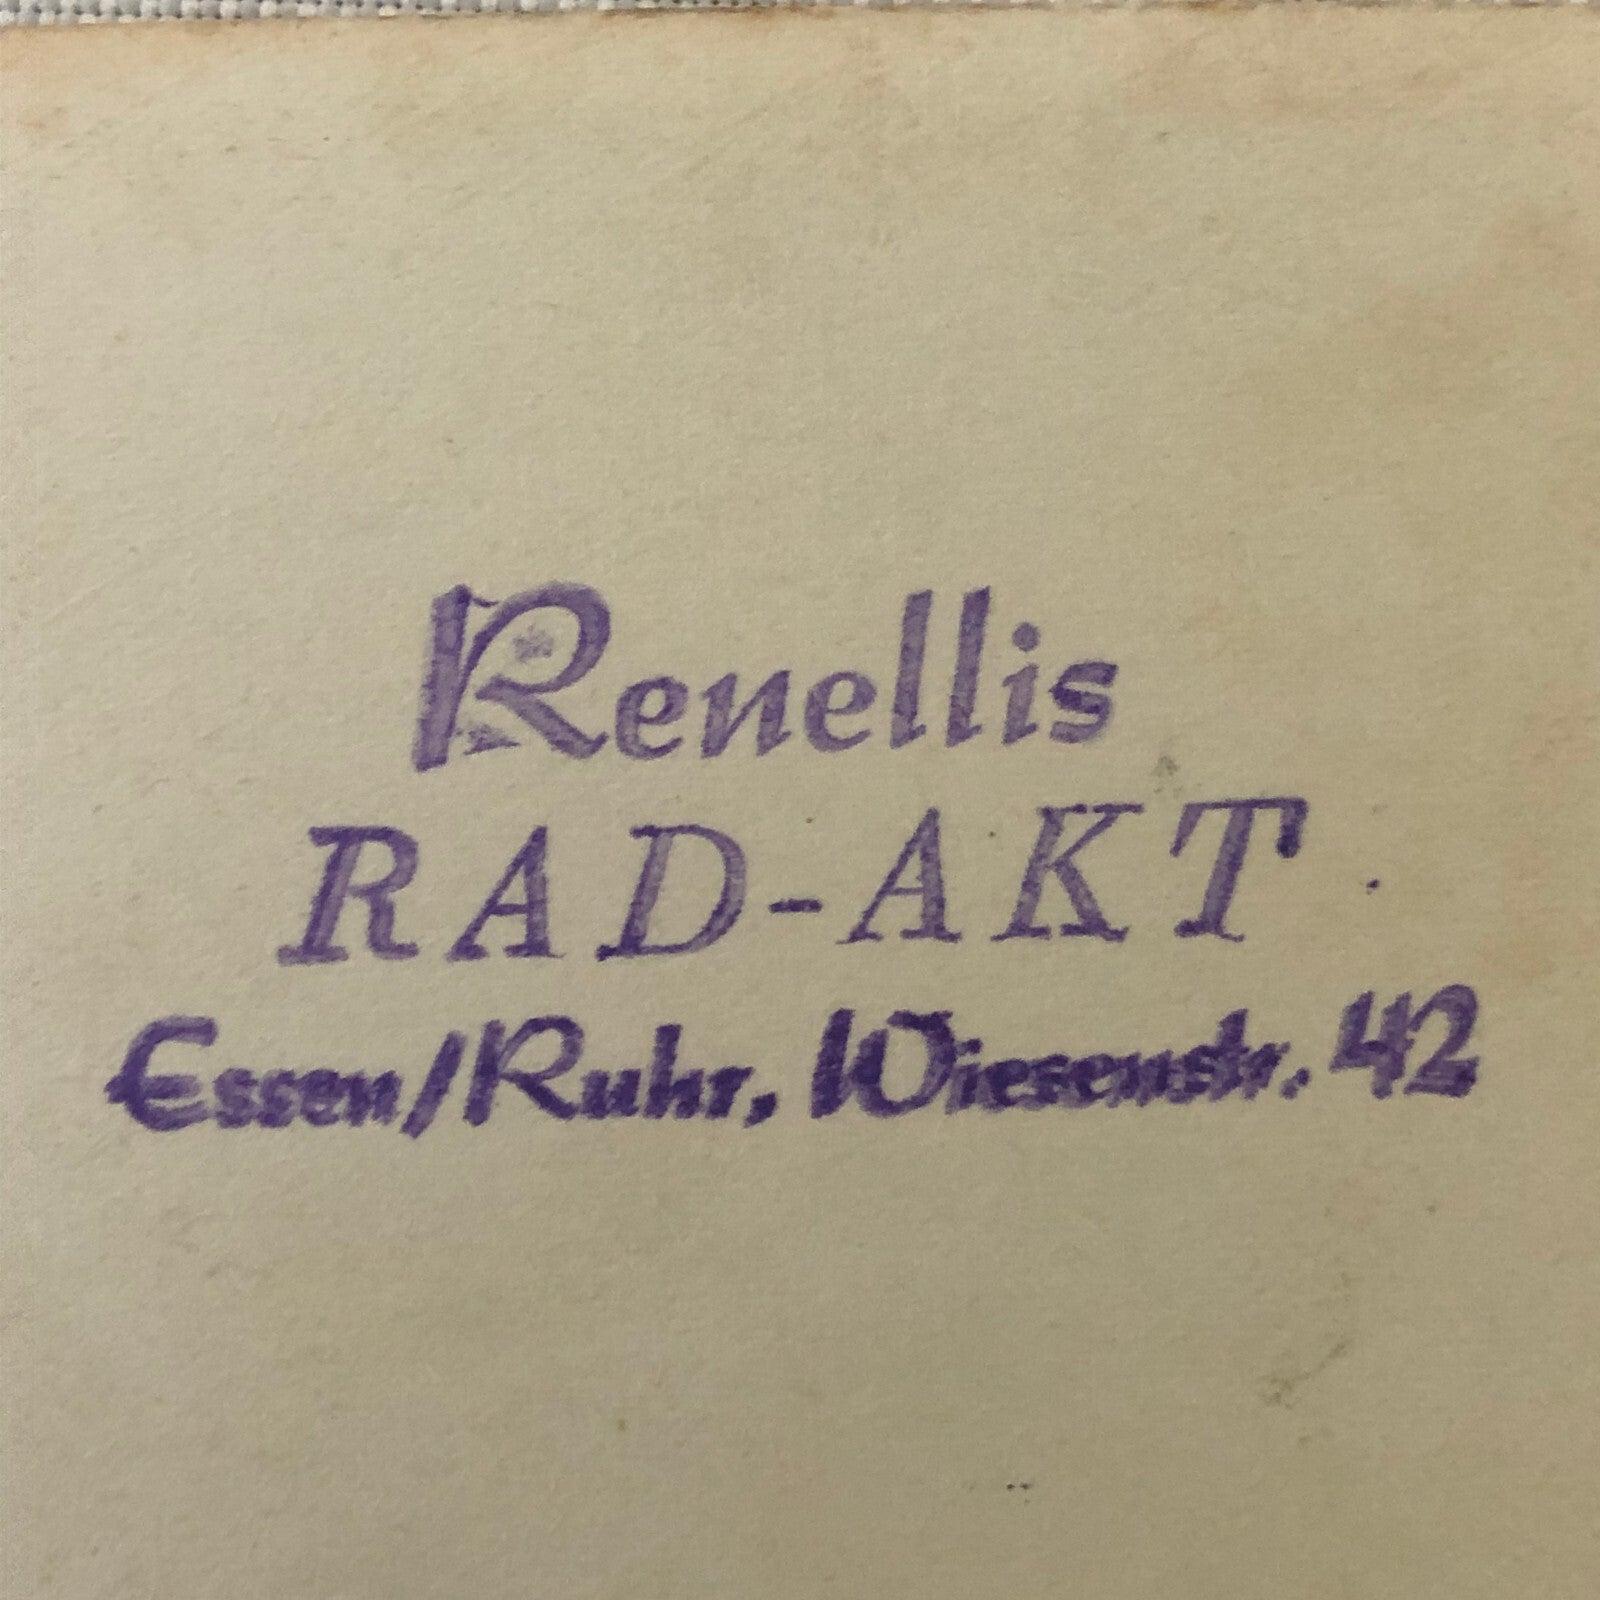 Renellis
RAD-AKT
Essen/Ruhr, Wiesenstr. 42